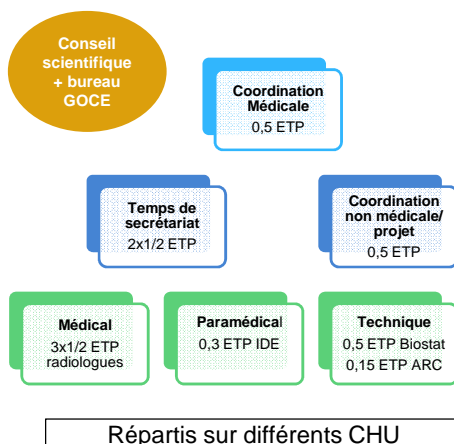 Conseil
scientifique
+ bureau
GOCE
Coordination
Médicale
0,5 ETP
Temps de
secrétariat
2x1/2 ETP
Coordination
non médicale/
projet
0,5 ETP
Médical
3x1/2 ETP
radiologues
Paramédical
0,3 ETP IDE
Technique
0,5 ETP Biostat
0,15 ETP ARC
Répartis sur différents CHU